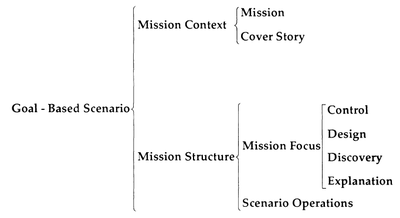 Mission Context
Mission
Cover Story
Goal - Based Scenario
Mission Structure
Mission Focus
Control
Design
Discovery
Explanation
Scenario Operations